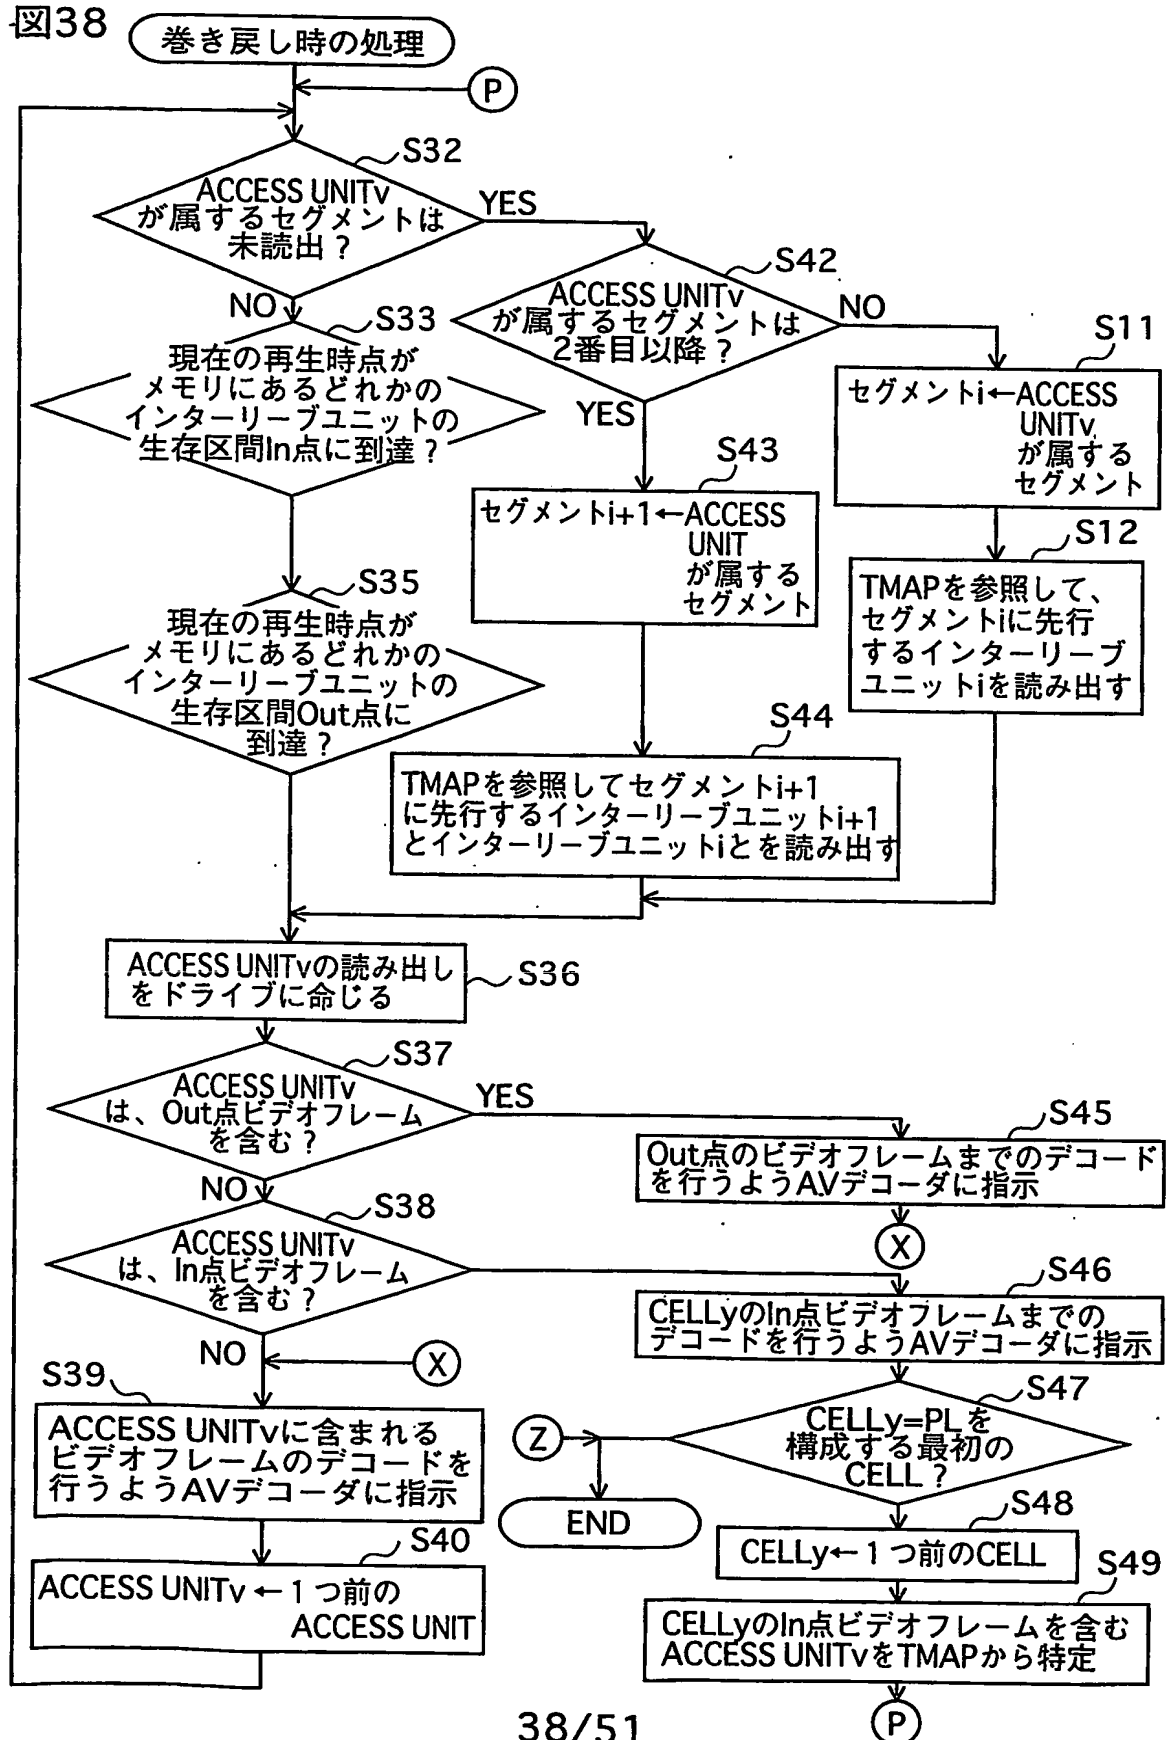 図38
巻き戻し時の処理
P
S32
ACCESS UNITv
が属するセグメントは
未読出？
YES
NO
S42
ACCESS UNITv
が属するセグメントは
2番目以降？
NO
YES
S33
現在の再生時点が
メモリにあるどれかの
インターリーブユニットの
生存区間In点に到達？
S11
セグメントi←ACCESS
UNITv
が属する
セグメント
S43
セグメントi+1←ACCESS
UNIT
が属する
セグメント
S12
TMAPを参照して、
セグメントiに先行
するインターリーブ
ユニットiを読み出す
S35
現在の再生時点が
メモリにあるどれかの
インターリーブユニットの
生存区間Out点に
到達？
S44
TMAPを参照してセグメントi+1
に先行するインターリーブユニットi+1
とインターリーブユニットiとを読み出す
ACCESS UNITvの読み出し
をドライブに命じる
S36
S37
ACCESS UNITv
は、Out点ビデオフレーム
を含む？
YES
NO
S45
Out点のビデオフレームまでのデコード
を行うようAVデコーダに指示
X
S38
ACCESS UNITv
は、In点ビデオフレーム
を含む？
NO
X
S46
CELLyのIn点ビデオフレームまでの
デコードを行うようAVデコーダに指示
S39
ACCESS UNITvに含まれる
ビデオフレームのデコードを
行うようAVデコーダに指示
S47
CELLy=PLを
構成する最初の
CELL？
Z
END
S40
ACCESS UNITv←1つ前の
ACCESS UNIT
S48
CELLy←1つ前のCELL
S49
CELLyのIn点ビデオフレームを含む
ACCESS UNITvをTMAPから特定
P
38/51